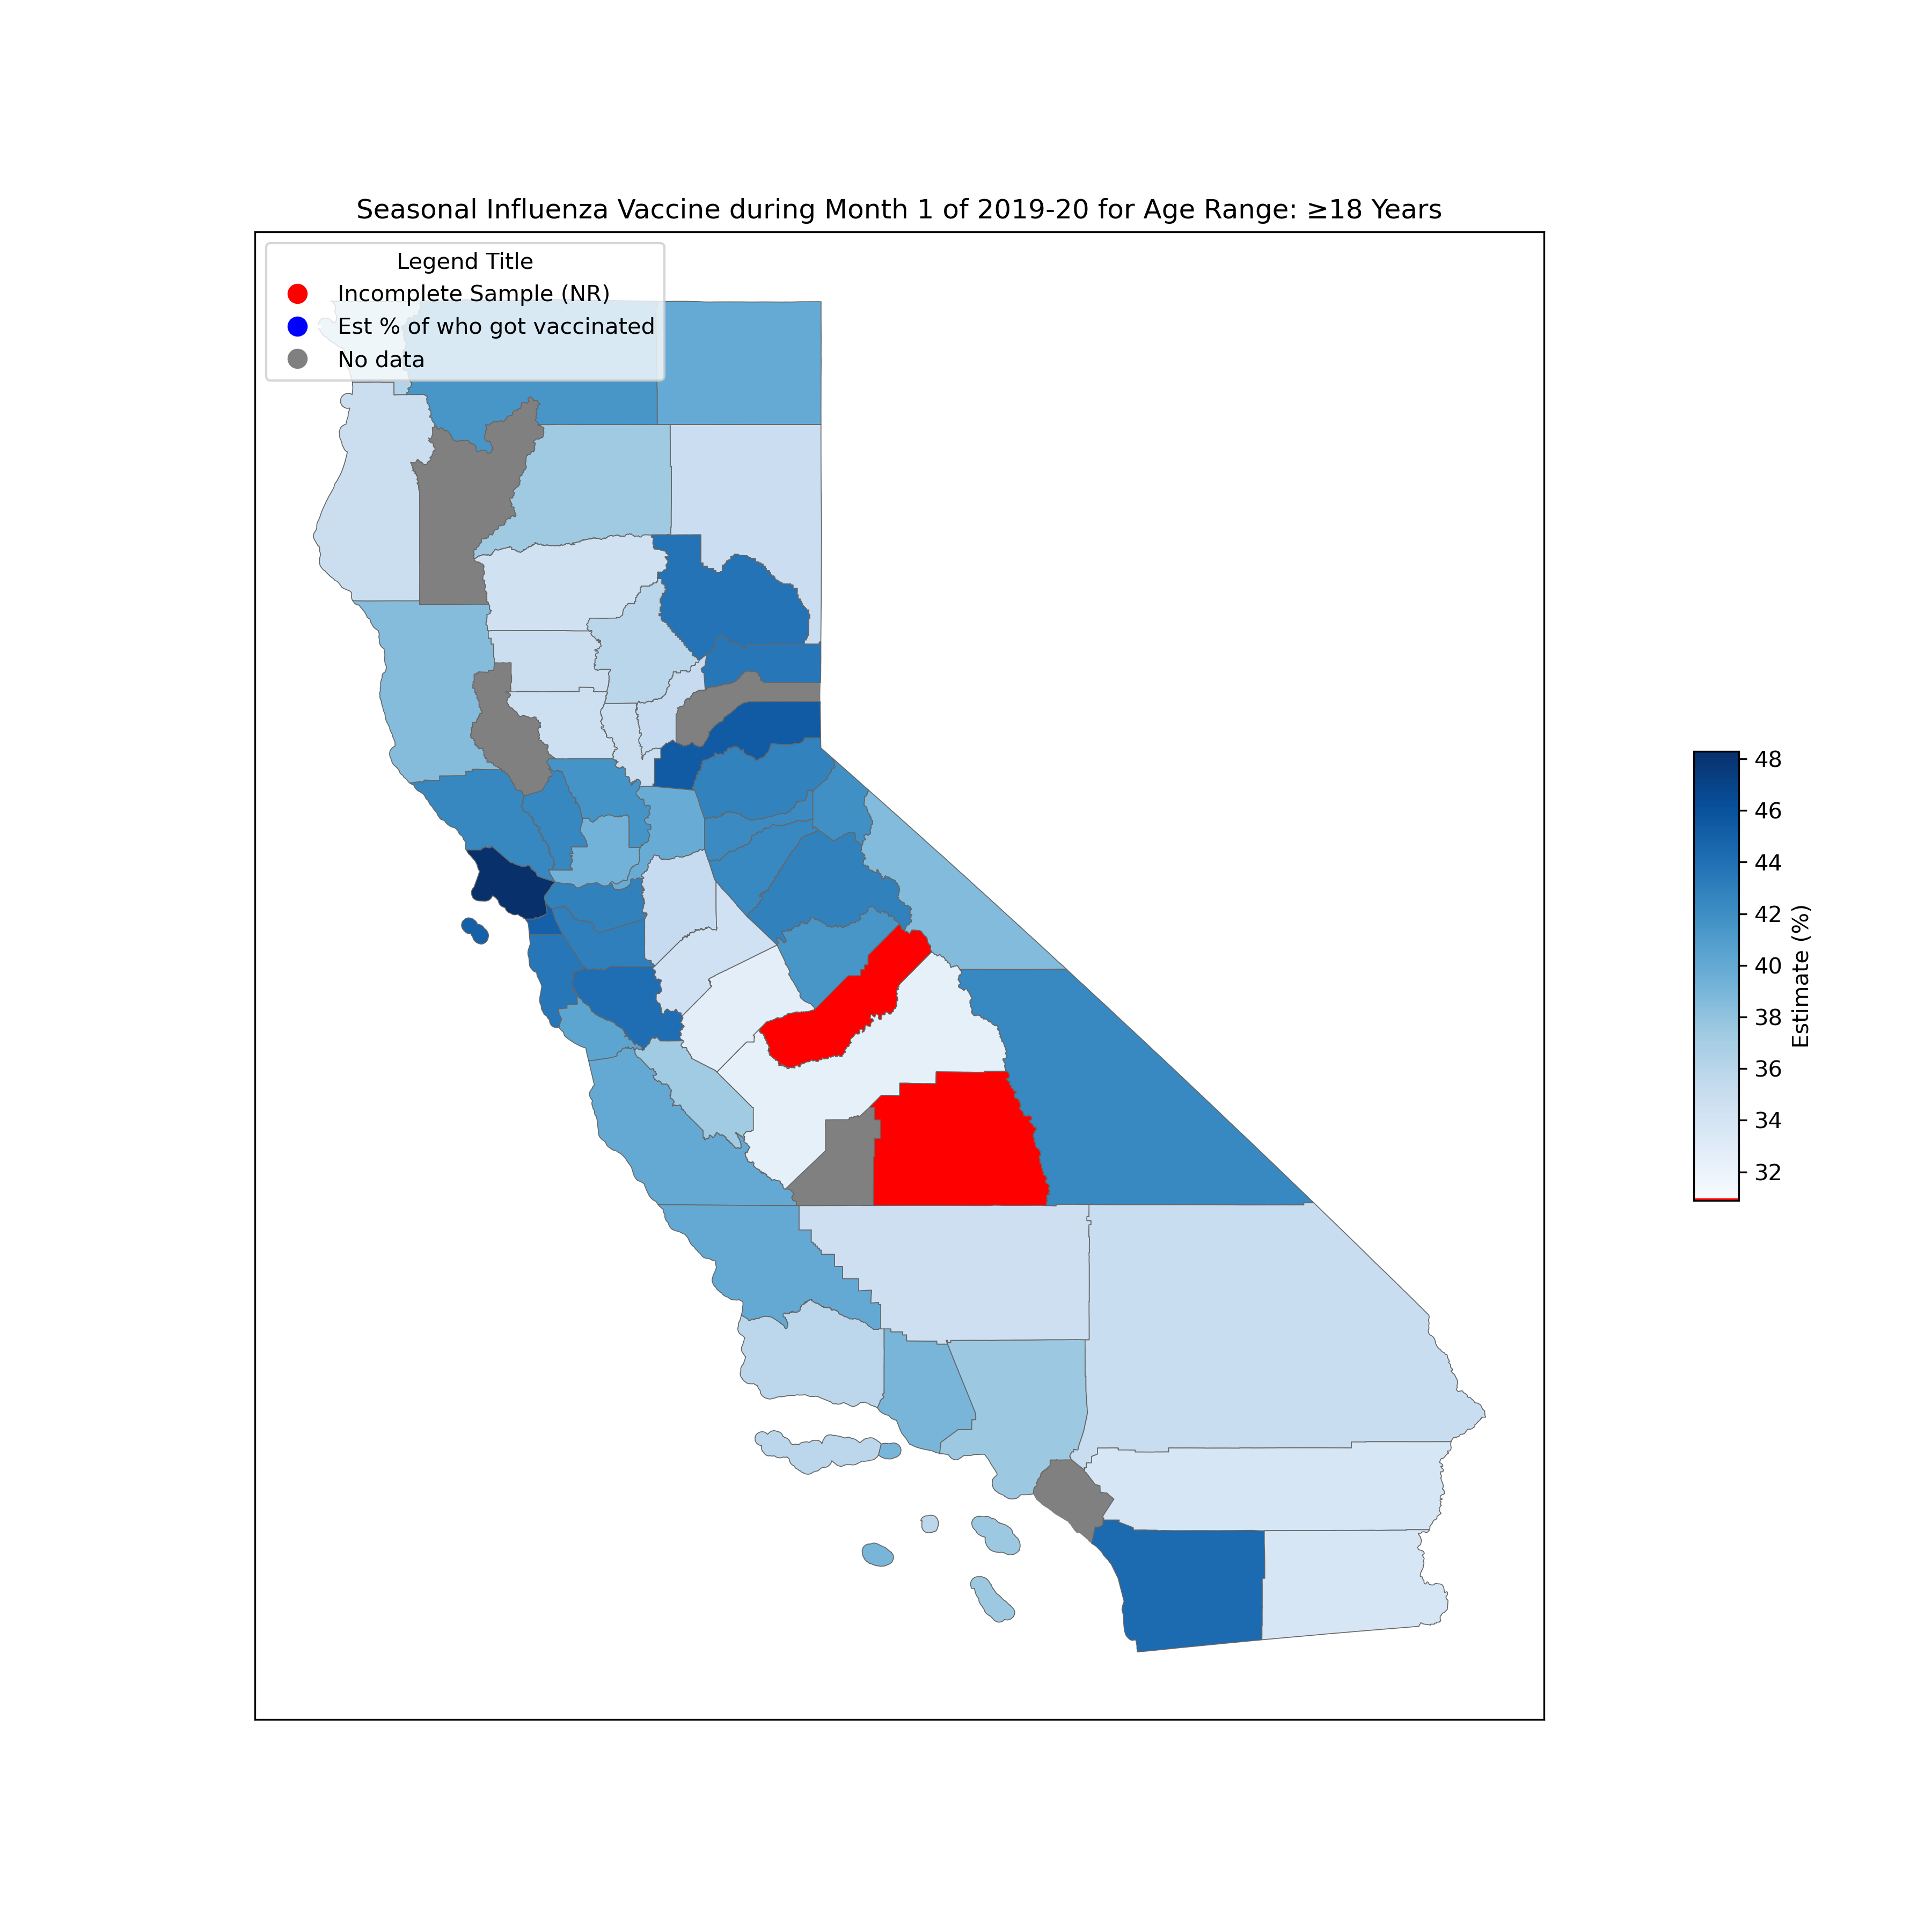 Seasonal Influenza Vaccine during Month 1 of 2019-20 for Age Range: ≥18 Years
Legend Title
Incomplete Sample (NR)
Est % of who got vaccinated
No data
48
46
44
42
40
38
36
34
32
Estimate (%)